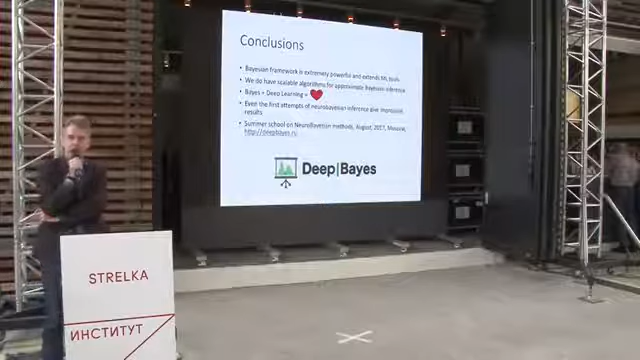 Conclusions
• Bayesian framework is extremely powerful and extends ML tools
• We do have scalable algorithms for approximate Bayesian inference
• Bayes + Deep Learning =
• Even the first attempts of neurobayesian inference give impressive
results
• Summer school on NeuroBayesian methods, August, 2017, Moscow,
http://deepbayes.ru
Deep|Bayes
STRELKA
ИНСТИТУТ